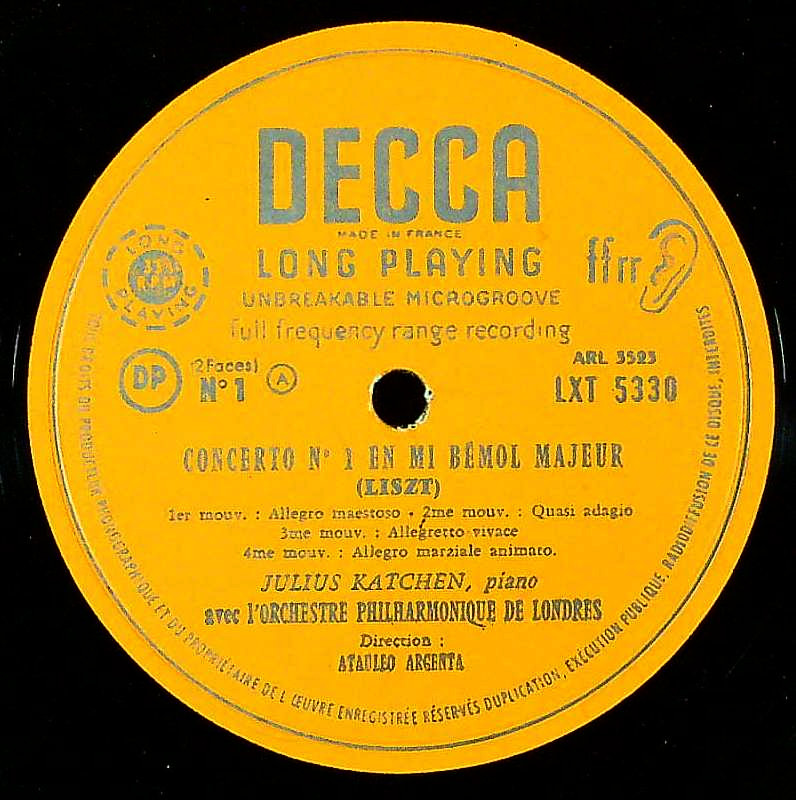 DECCA
MADE IN FRANCE
LONG PLAYING
ffrr
UNBREAKABLE MICROGROOVE
full frequency range recording
LONG
PLAYING
DP
(2 Faces)
N° 1
A
ARL 3523
LXT 5330
CONCERTO N° 1 EN MI BÉMOL MAJEUR
(LISZT)
1er mouv. : Allegro maestoso - 2me mouv. : Quasi adagio
3me mouv. : Allegretto vivace
4me mouv. : Allegro marziale animato.
JULIUS KATCHEN, piano
avec l'ORCHESTRE PHILHARMONIQUE DE LONDRES
Direction :
ATAULFO ARGENTA
TOUS DROITS DU PRODUCTEUR PHONOGRAPHIQUE ET DU PROPRIÉTAIRE DE L'ŒUVRE ENREGISTRÉE RÉSERVÉS DUPLICATION, EXÉCUTION PUBLIQUE, RADIODIFFUSION DE CE DISQUE, INTERDITES